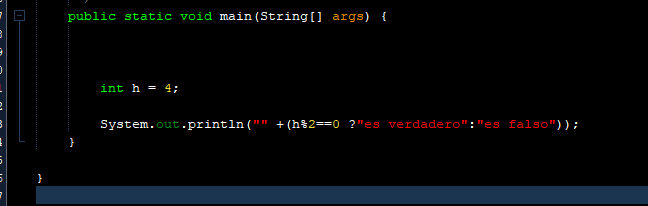 public static void main(String[] args) {
int h = 4;
System.out.println("" +(h%2==0 ?"es verdadero":"es falso"));
}
}